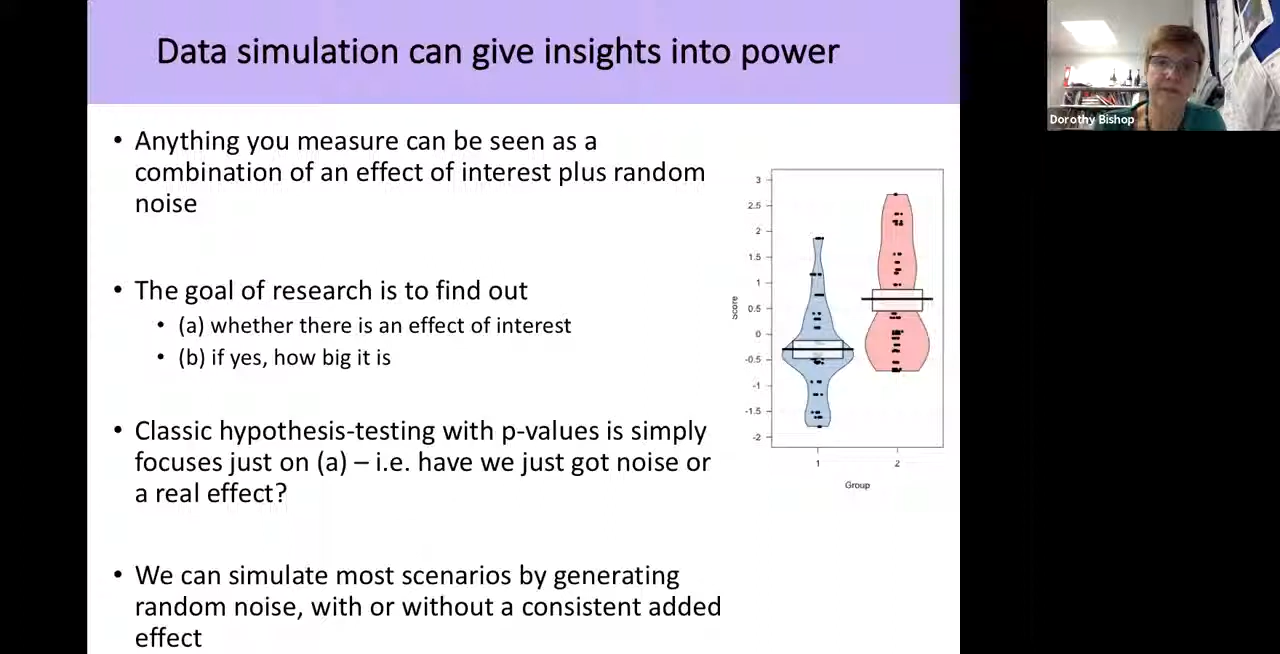 Data simulation can give insights into power
Dorothy Bishop
• Anything you measure can be seen as a
combination of an effect of interest plus random
noise
• The goal of research is to find out
• (a) whether there is an effect of interest
• (b) if yes, how big it is
• Classic hypothesis-testing with p-values is simply
focuses just on (a) – i.e. have we just got noise or
a real effect?
• We can simulate most scenarios by generating
random noise, with or without a consistent added
effect
3
2.5
2
1.5
1
0.5
0
-0.5
-1
-1.5
-2
Score
1 2
Group